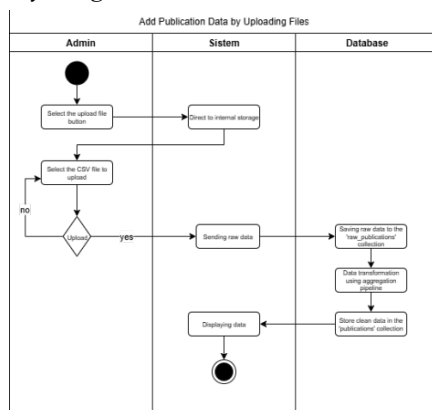 Add Publication Data by Uploading Files
Admin
Sistem
Database
Select the upload file
button
Direct to internal storage
Select the CSV file to
upload
no
Upload
yes
Sending raw data
Saving raw data to the
'raw_publications'
collection
Data transformation
using aggregation
pipeline
Displaying data
Store clean data in the
'publications' collection